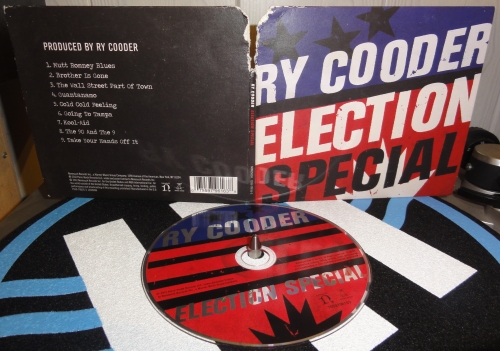 PRODUCED BY RY COODER
1. Mutt Romney Blues
2. Brother Is Gone
3. The Wall Street Part Of Town
4. Guantanamo
5. Cold Cold Feeling
6. Going To Tampa
7. Kool-Aid
8. The 90 And The 9
9. Take Your Hands Off It
RY COODER
ELECTION
SPECIAL
RY COODER
ELECTION SPECIAL